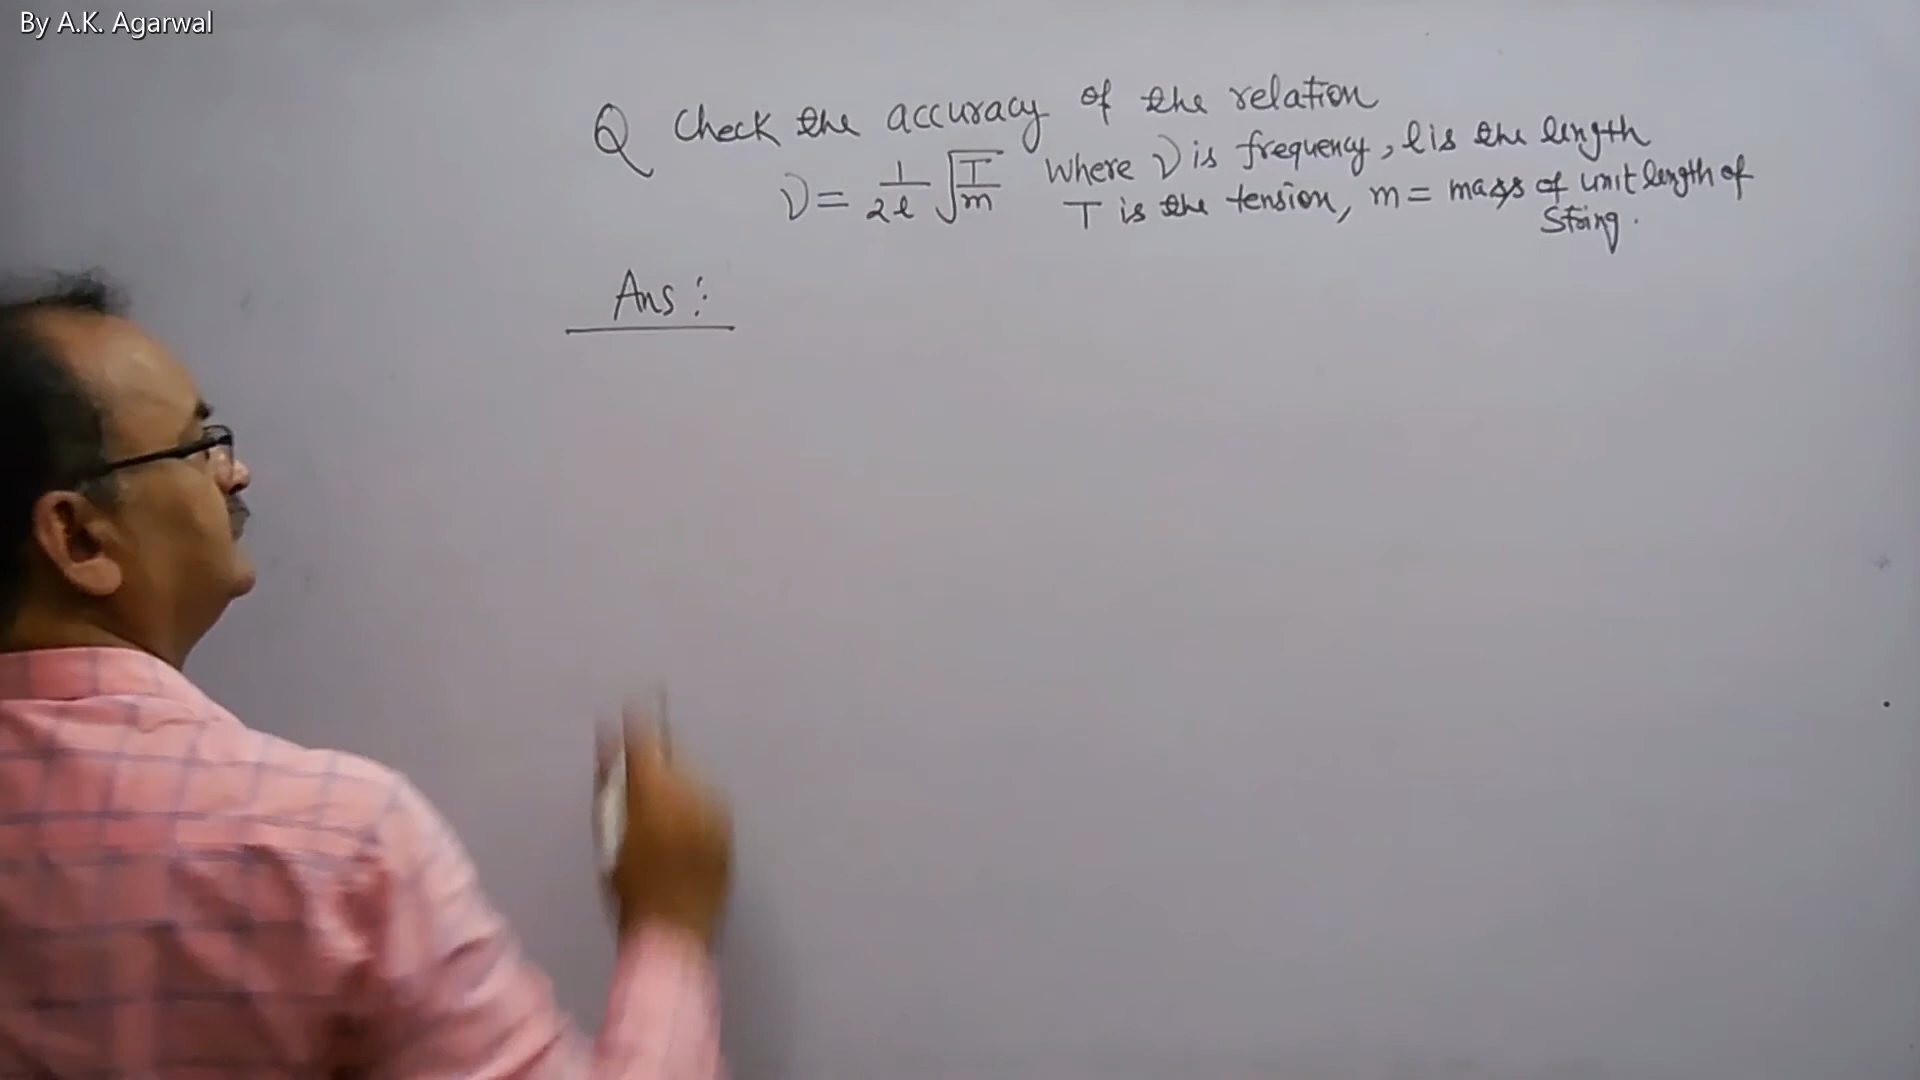 By A.K. Agarwal
Q Check the accuracy of the relation
ν = 1/2l √T/m Where ν is frequency, l is the length
T is the tension, m = mass of unit length of
String.
Ans :